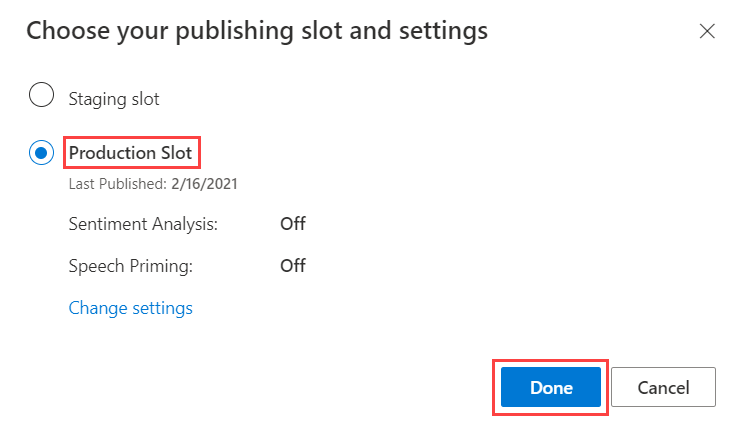 Choose your publishing slot and settings
Staging slot
Production Slot
Last Published: 2/16/2021
Sentiment Analysis: Off
Speech Priming: Off
Change settings
Done Cancel